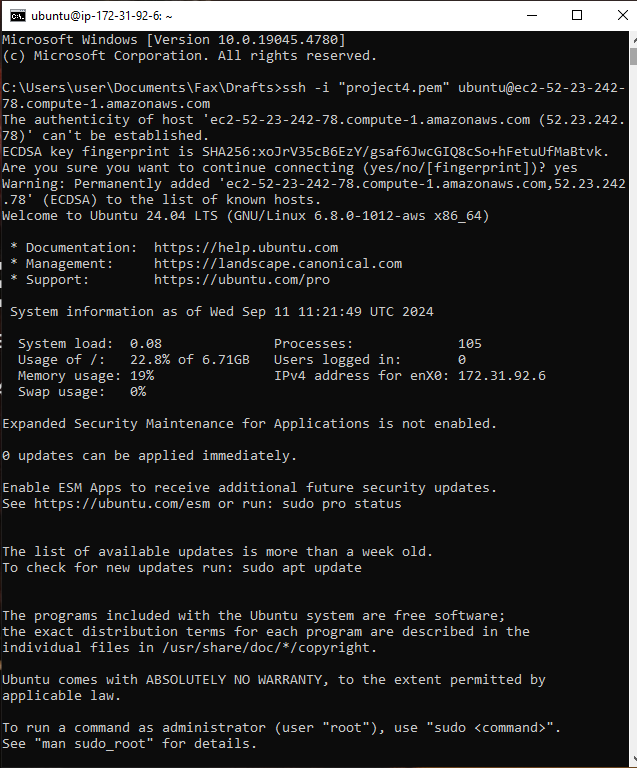 ubuntu@ip-172-31-92-6: ~
Microsoft Windows [Version 10.0.19045.4780]
(c) Microsoft Corporation. All rights reserved.
C:\Users\user\Documents\Fax\Drafts>ssh -i "project4.pem" ubuntu@ec2-52-23-242-
78.compute-1.amazonaws.com
The authenticity of host 'ec2-52-23-242-78.compute-1.amazonaws.com (52.23.242.
78)' can't be established.
ECDSA key fingerprint is SHA256:xoJrV35cB6EzY/gsaf6JwcGIQ8cSo+hFetuUfMaBtvk.
Are you sure you want to continue connecting (yes/no/[fingerprint])? yes
Warning: Permanently added 'ec2-52-23-242-78.compute-1.amazonaws.com,52.23.242
.78' (ECDSA) to the list of known hosts.
Welcome to Ubuntu 24.04 LTS (GNU/Linux 6.8.0-1012-aws x86_64)
* Documentation:  https://help.ubuntu.com
* Management:     https://landscape.canonical.com
* Support:        https://ubuntu.com/pro
System information as of Wed Sep 11 11:21:49 UTC 2024
System load:  0.08              Processes:             105
Usage of /:   22.8% of 6.71GB   Users logged in:       0
Memory usage: 19%               IPv4 address for enX0: 172.31.92.6
Swap usage:   0%
Expanded Security Maintenance for Applications is not enabled.
0 updates can be applied immediately.
Enable ESM Apps to receive additional future security updates.
See https://ubuntu.com/esm or run: sudo pro status
The list of available updates is more than a week old.
To check for new updates run: sudo apt update
The programs included with the Ubuntu system are free software;
the exact distribution terms for each program are described in the
individual files in /usr/share/doc/*/copyright.
Ubuntu comes with ABSOLUTELY NO WARRANTY, to the extent permitted by
applicable law.
To run a command as administrator (user "root"), use "sudo <command>".
See "man sudo_root" for details.